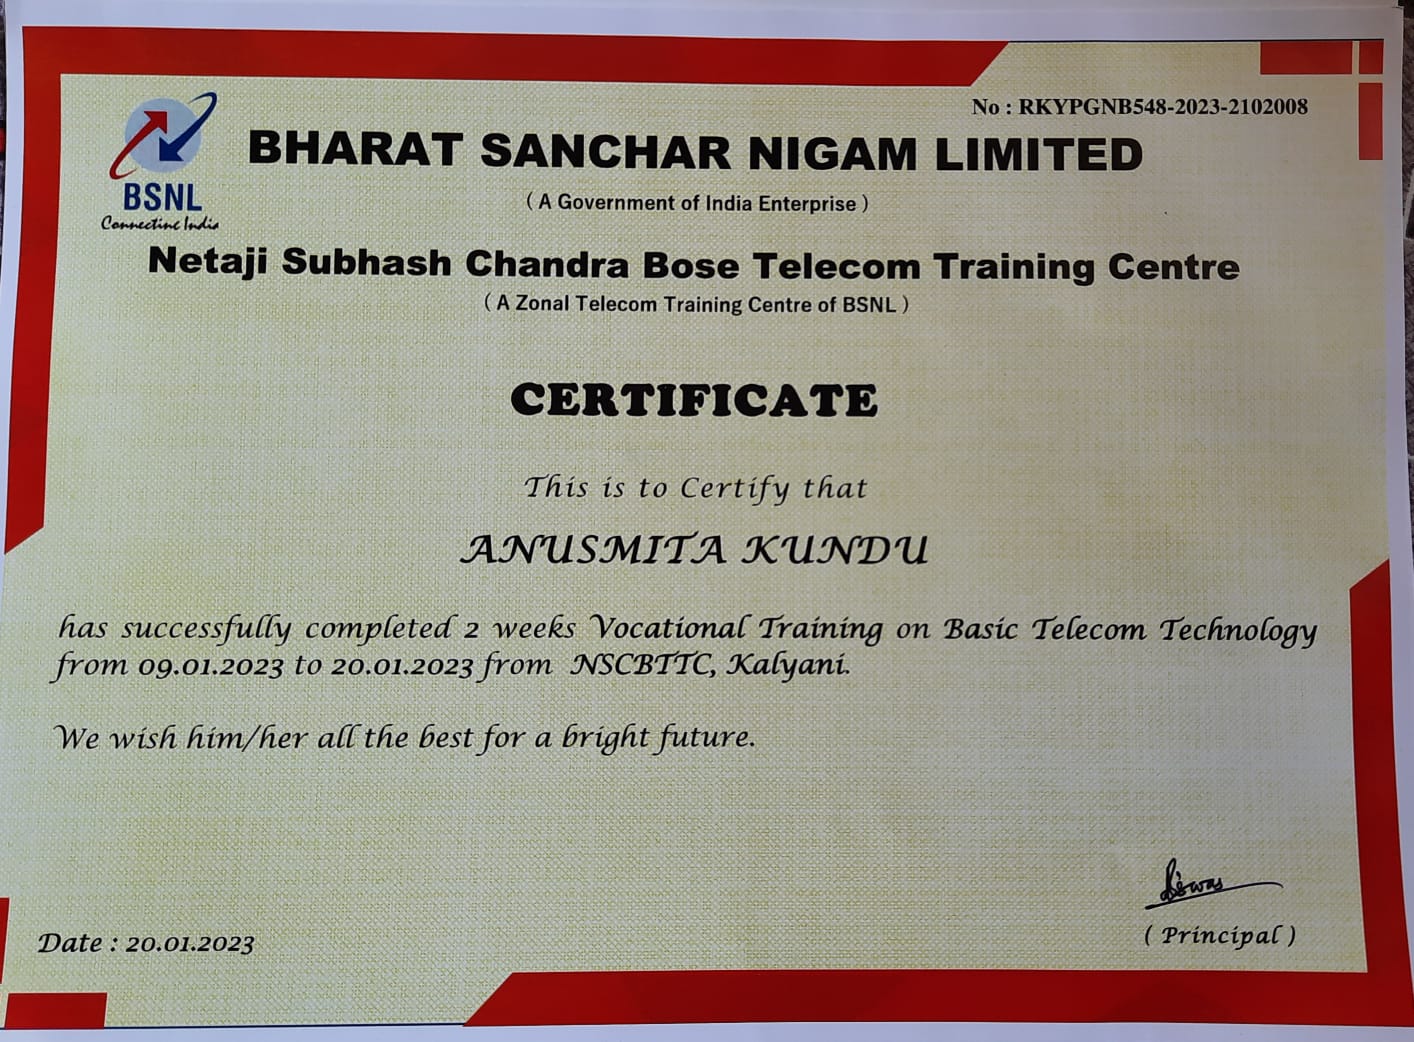 No : RKYPGNB548-2023-2102008
BSNL
Connecting India
BHARAT SANCHAR NIGAM LIMITED
( A Government of India Enterprise )
Netaji Subhash Chandra Bose Telecom Training Centre
( A Zonal Telecom Training Centre of BSNL )
CERTIFICATE
This is to Certify that
ANUSMITA KUNDU
has successfully completed 2 weeks Vocational Training on Basic Telecom Technology
from 09.01.2023 to 20.01.2023 from NSCBTTC, Kalyani.
We wish him/her all the best for a bright future.
Date : 20.01.2023
( Principal )